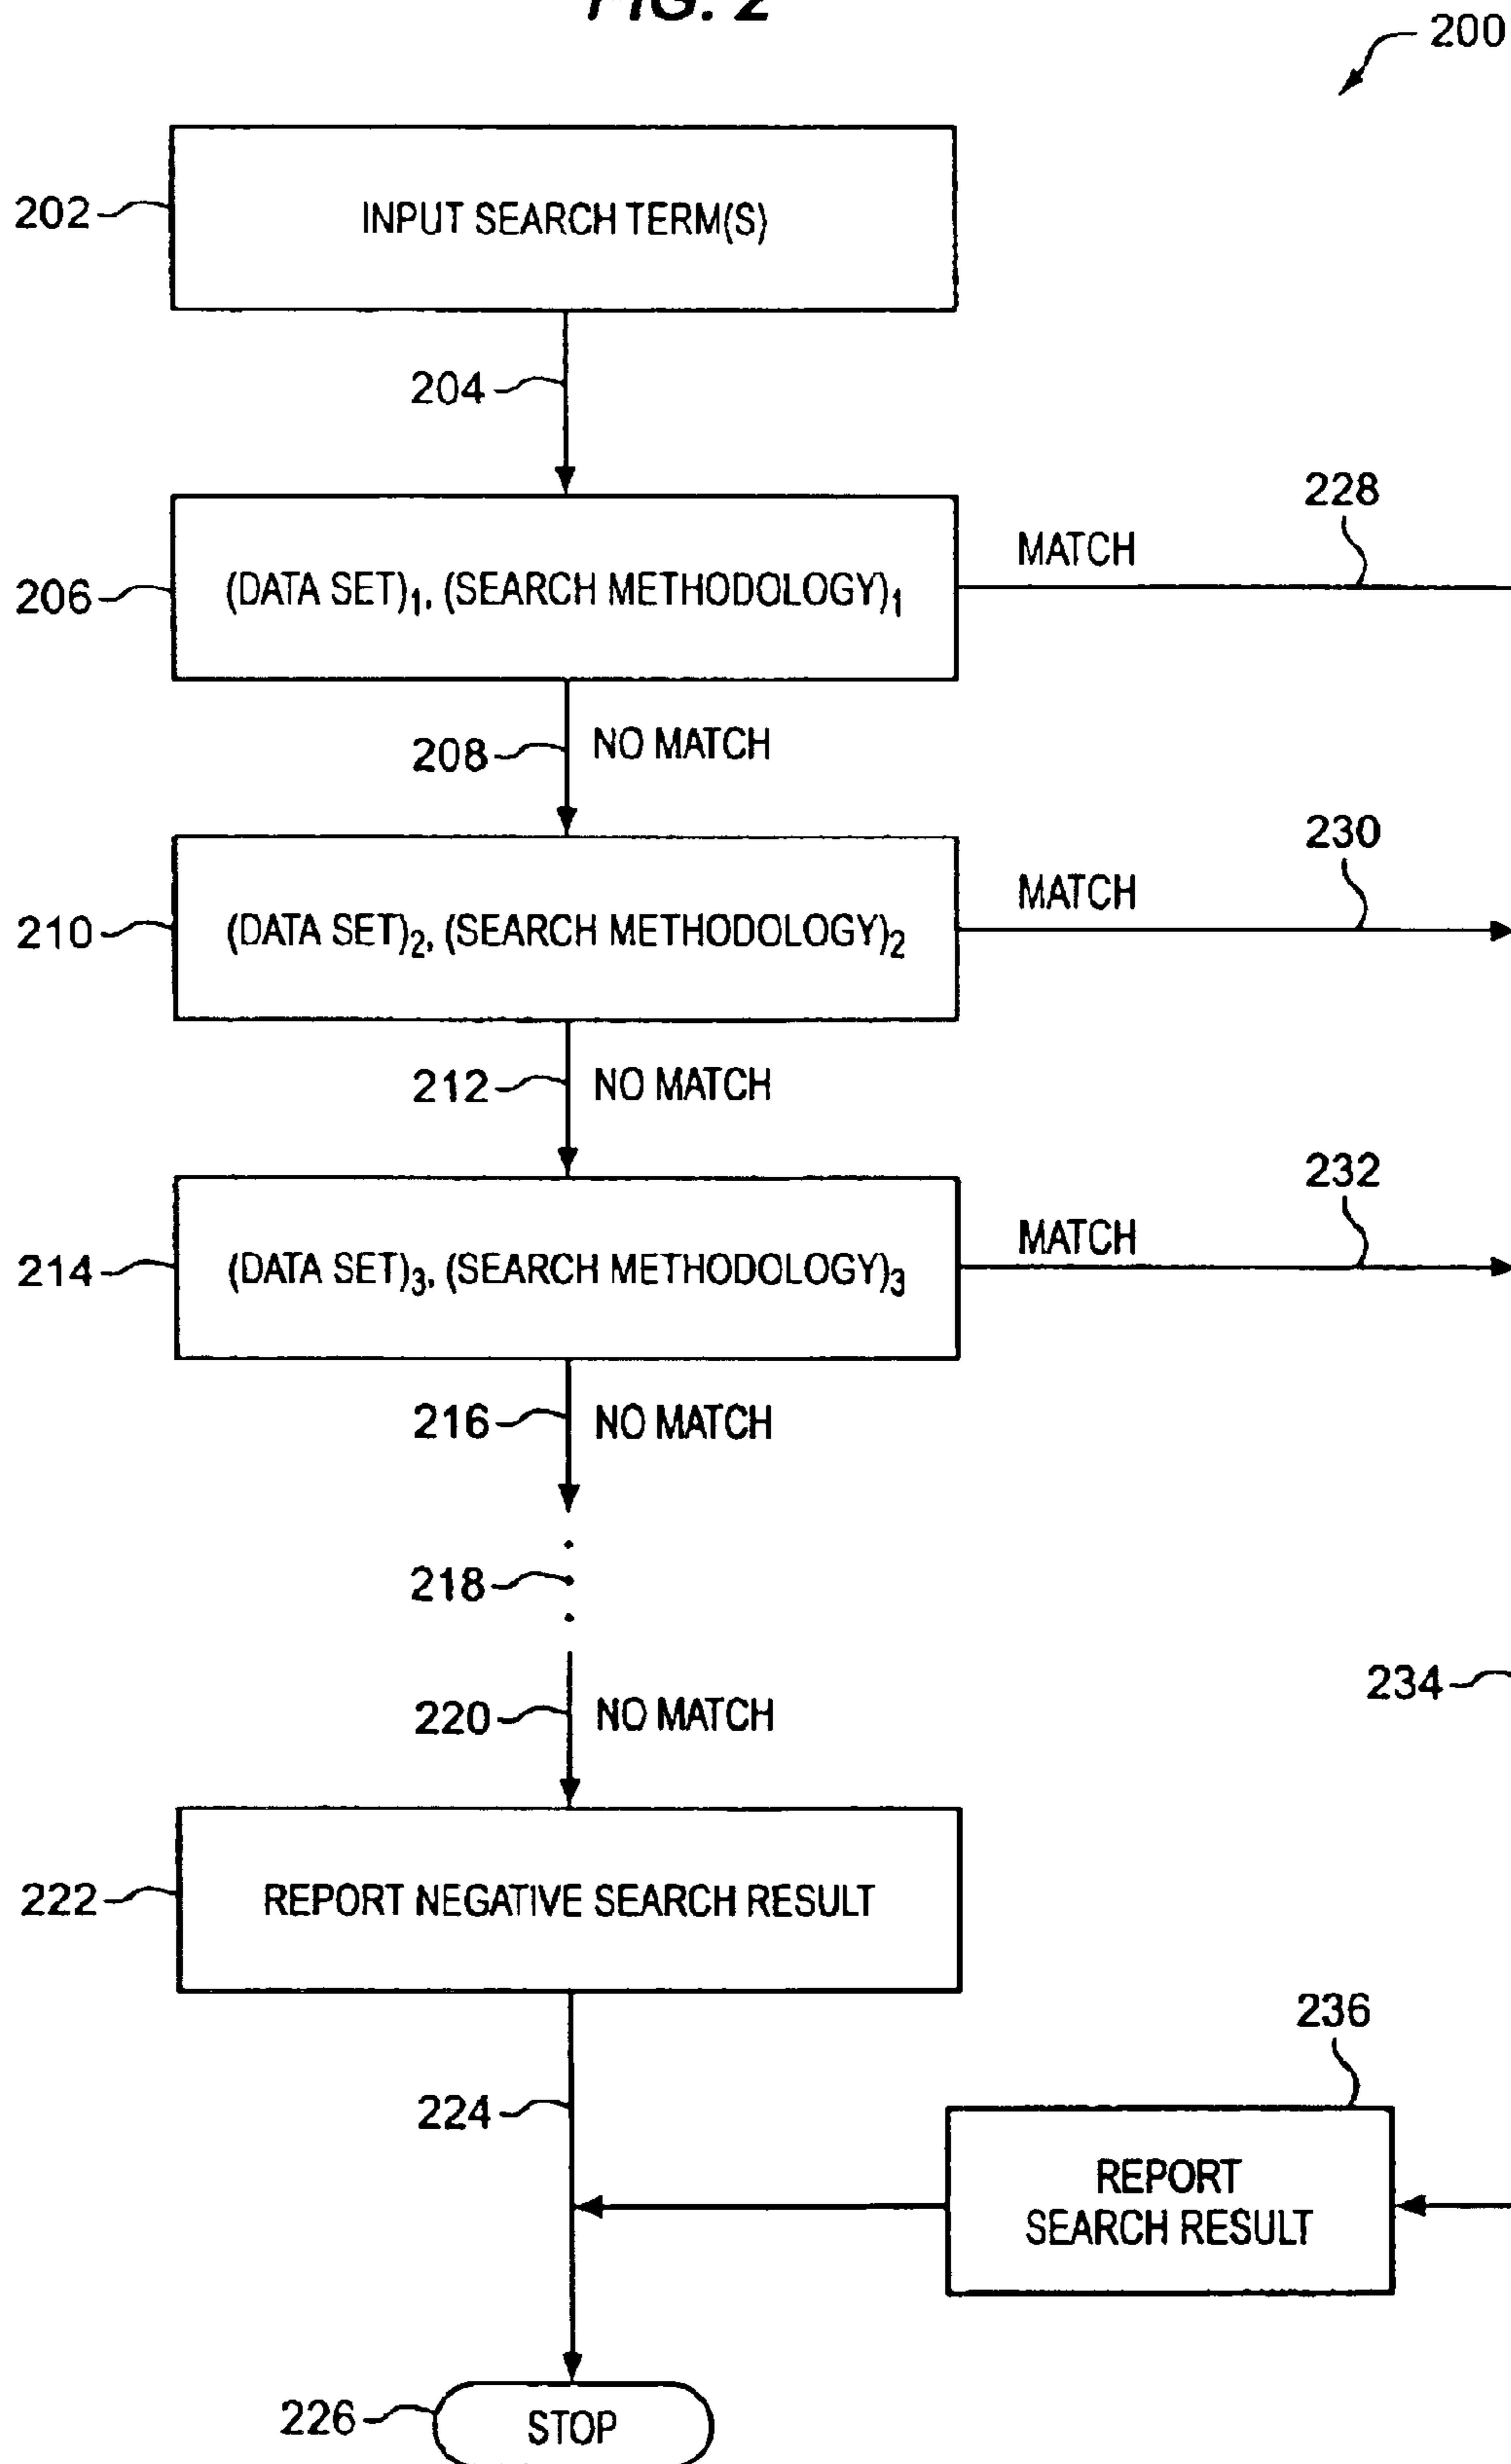 FIG. 2
200
202
INPUT SEARCH TERM(S)
204
228
MATCH
206
(DATA SET)1, (SEARCH METHODOLOGY)1
208
NO MATCH
230
MATCH
210
(DATA SET)2, (SEARCH METHODOLOGY)2
212
NO MATCH
232
MATCH
214
(DATA SET)3, (SEARCH METHODOLOGY)3
216
NO MATCH
218
234
220
NO MATCH
222
REPORT NEGATIVE SEARCH RESULT
236
224
REPORT
SEARCH RESULT
226
STOP